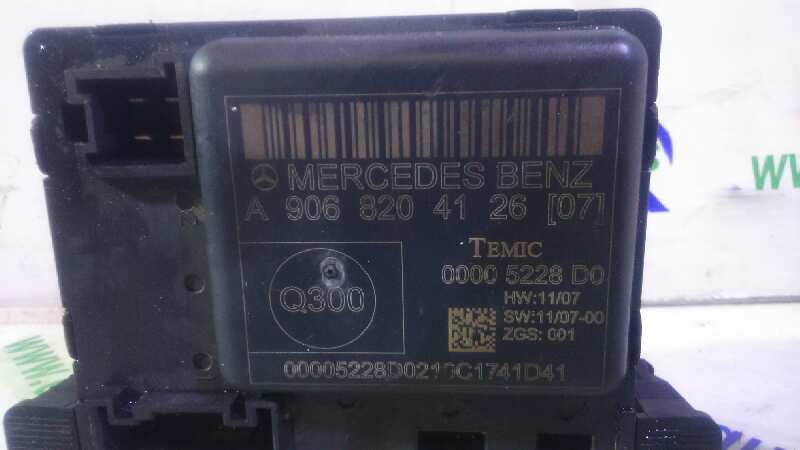 MERCEDES BENZ
A 906 820 41 26 [07]
TEMIC
0000 5228 D0
HW:11/07
SW:11/07-00
ZGS: 001
Q300
www.